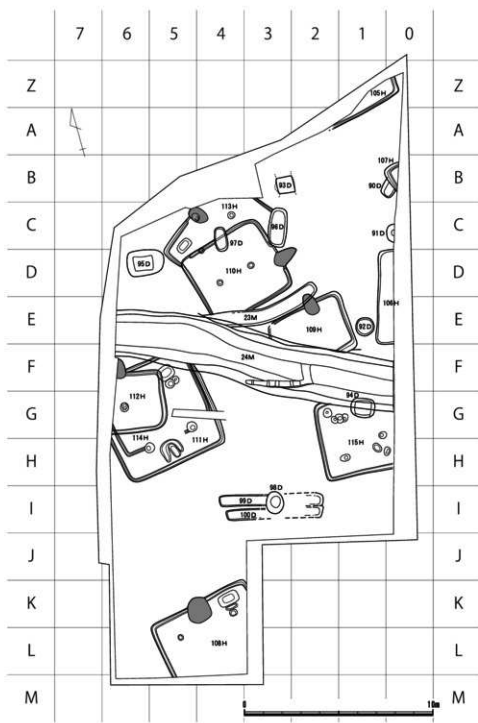 7 6 5 4 3 2 1 0
Z Z
105H
A A
107H
B 93D 90D B
113H
C 96D 91D C
97D
D 95D 110H D
106H
E 23M 109H 92D E
24M
F F
94D
112H
G G
114H 111H 115H
H H
98D
99D
I I
100D
J J
K K
108H
L L
M M
0 10m